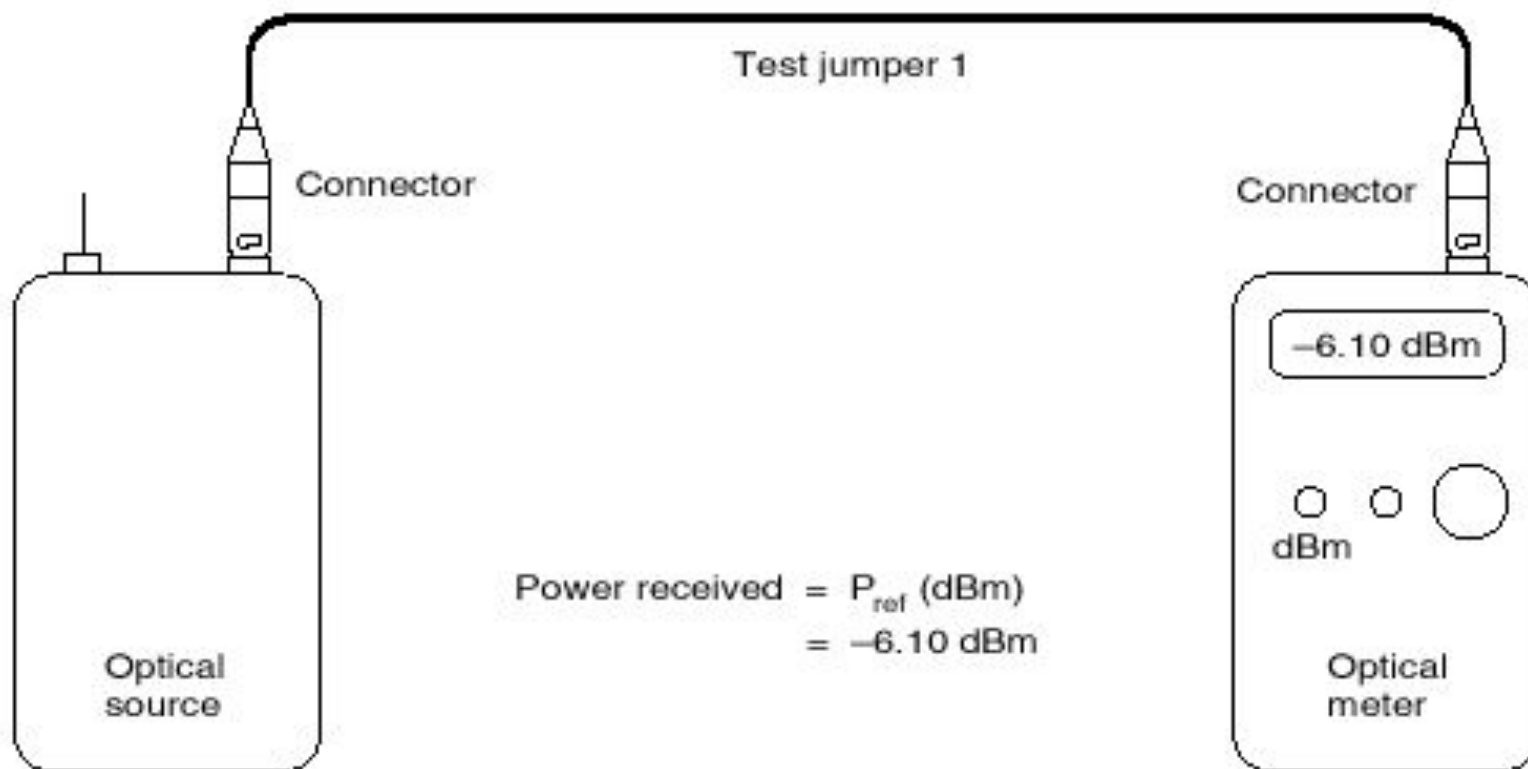 Test jumper 1
Connector
Connector
–6.10 dBm
dBm
Power received = Pref (dBm)
= –6.10 dBm
Optical
source
Optical
meter